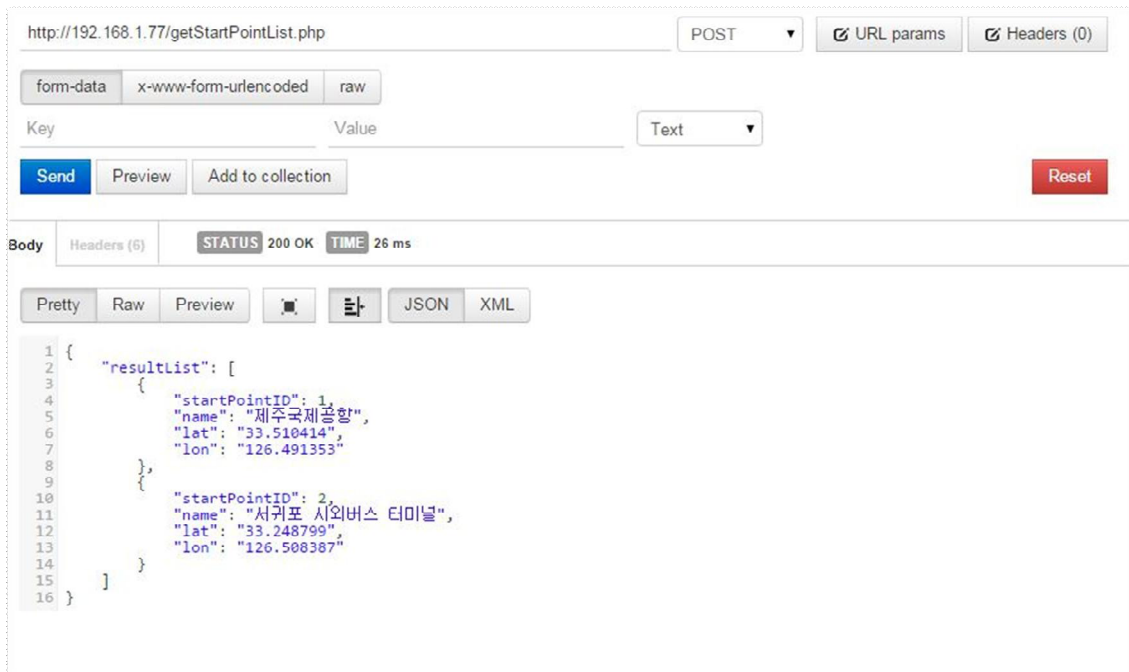 http://192.168.1.77/getStartPointList.php POST URL params Headers (0)
form-data x-www-form-urlencoded raw
Key Value Text
Send Preview Add to collection Reset
Body Headers (6) STATUS 200 OK TIME 26 ms
Pretty Raw Preview JSON XML
1 {
2 "resultList": [
3 {
4 "startPointID": 1,
5 "name": "제주국제공항",
6 "lat": "33.510414",
7 "lon": "126.491353"
8 },
9 {
10 "startPointID": 2,
11 "name": "서귀포 시외버스 터미널",
12 "lat": "33.248799",
13 "lon": "126.508387"
14 }
15 ]
16 }